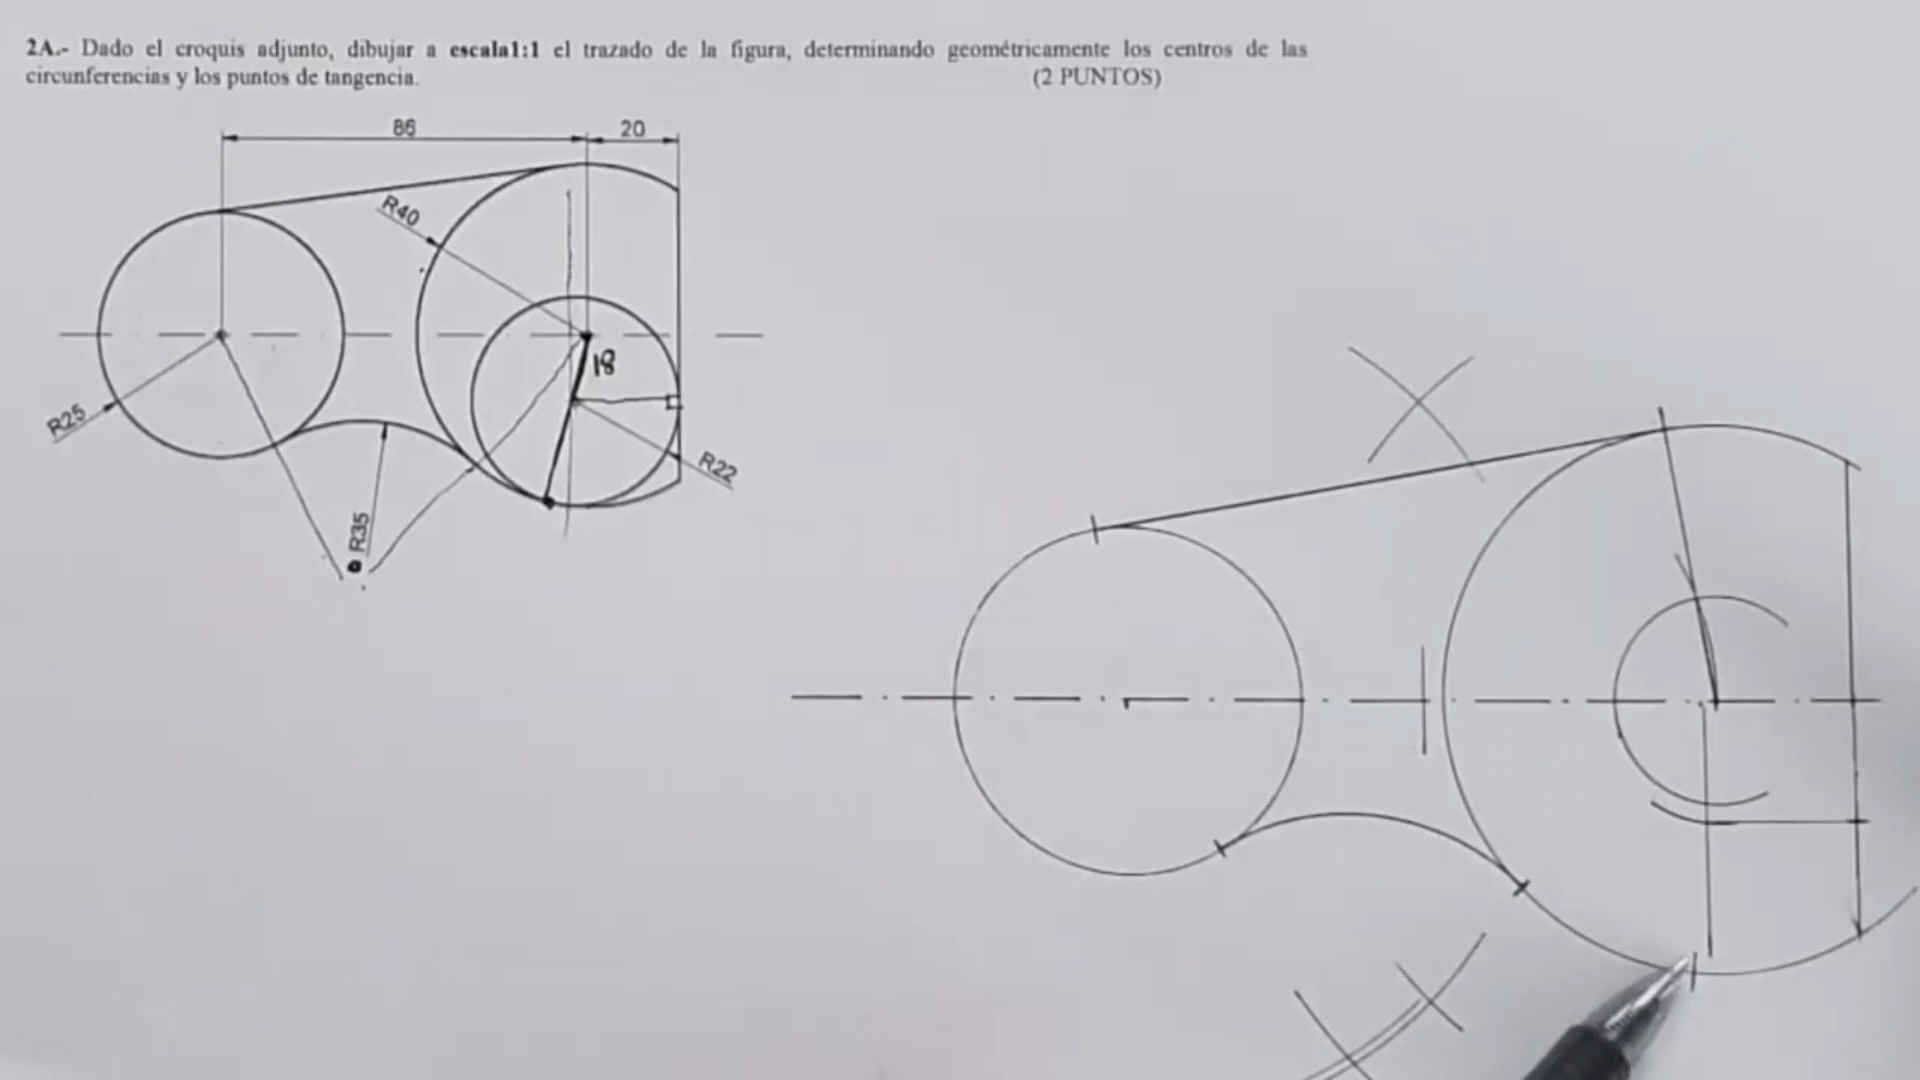 2A.- Dado el croquis adjunto, dibujar a escala1:1 el trazado de la figura, determinando geométricamente los centros de las
circunferencias y los puntos de tangencia. (2 PUNTOS)
86
20
R40
18
R25
R22
R35